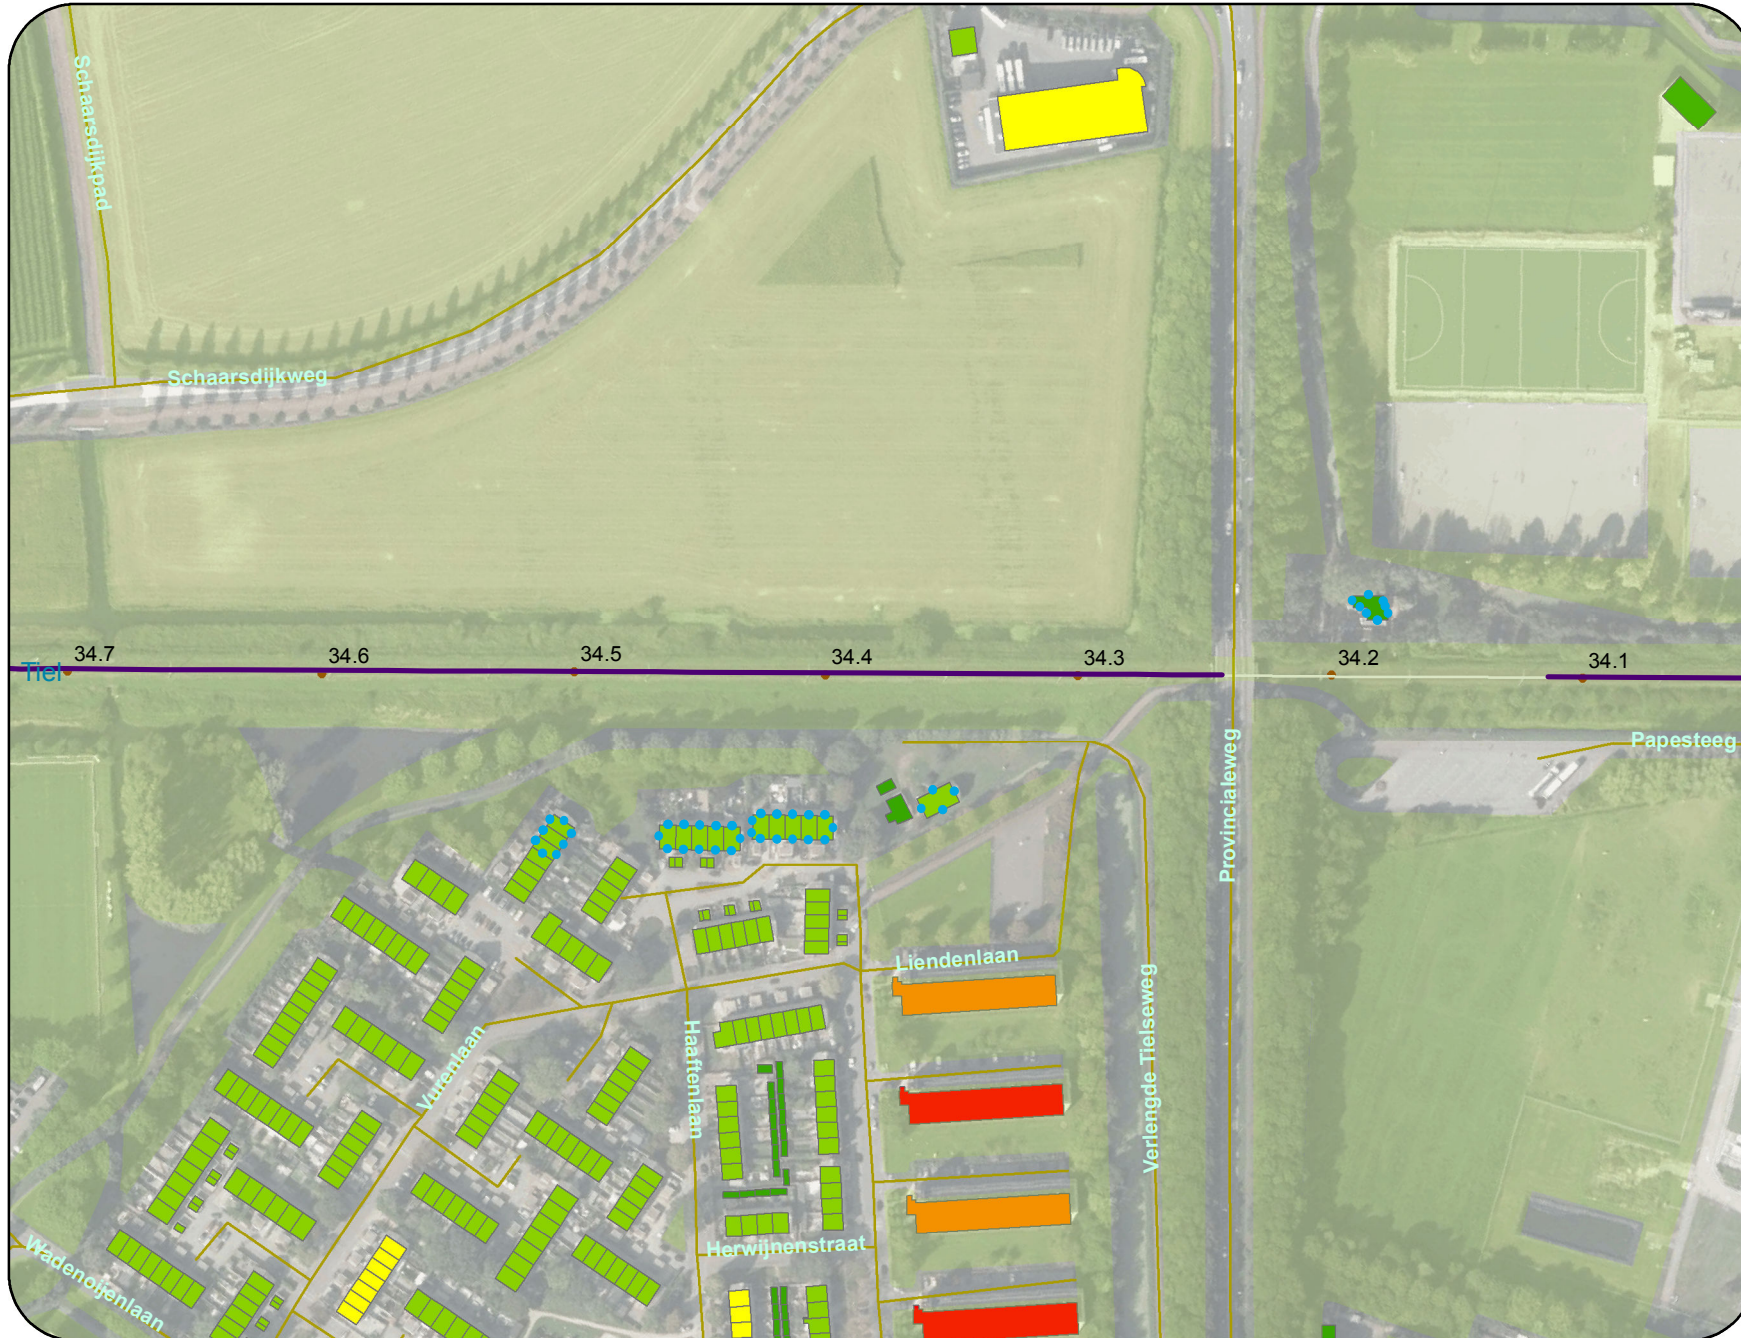 Schaarsdijkpad
Schaarsdijkweg
34.7
34.6
34.5
34.4
34.3
34.2
34.1
Tiel
Provincialeweg
Papesteeg
Liendenlaan
Verlengde Tielseweg
Haaftenlaan
Vurenlaan
Herwijnenstraat
Wadenoijenlaan